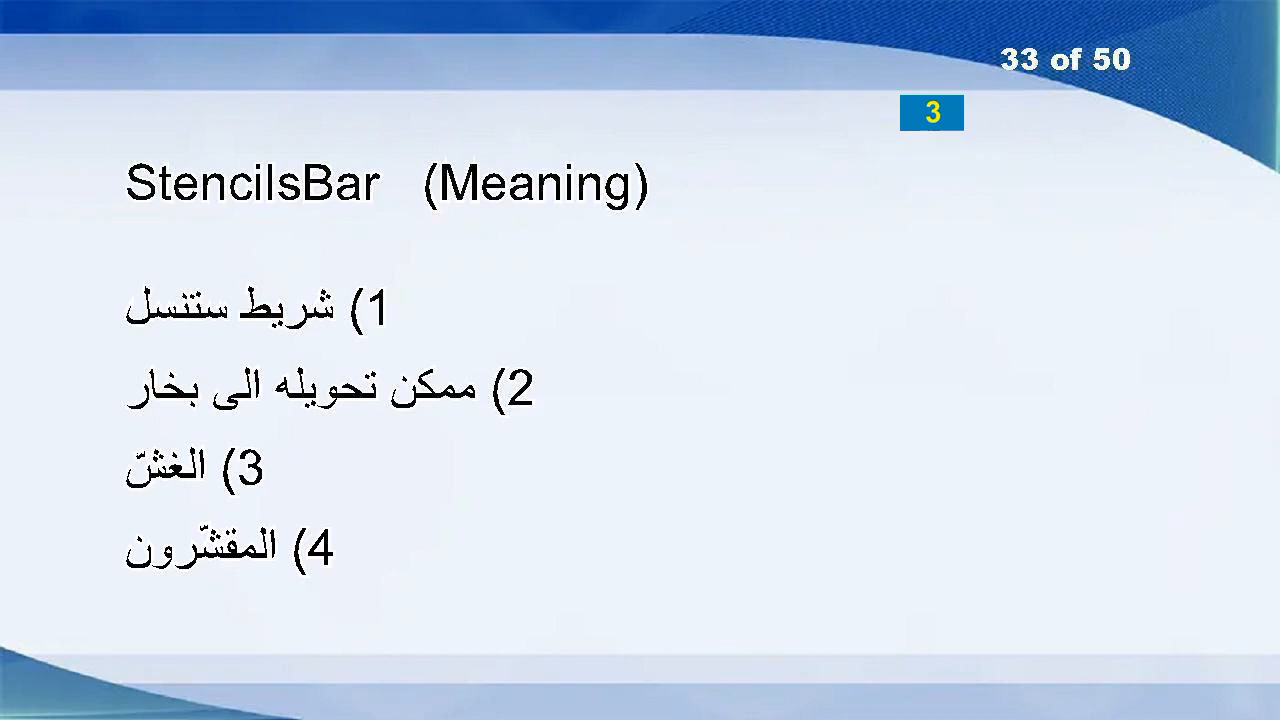 33 of 50
3
StencilsBar (Meaning)
1) شريط ستنسل
2) ممكن تحويله الى بخار
3) الغشّ
4) المقشّرون